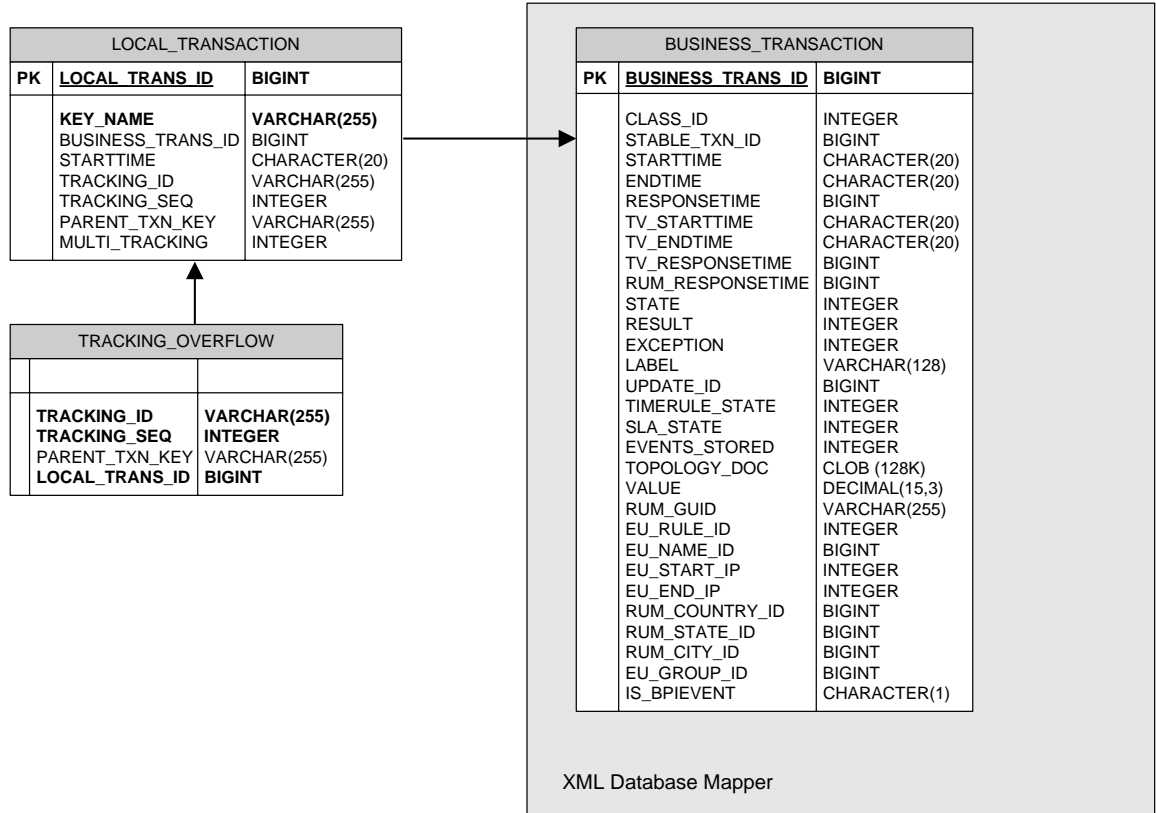 LOCAL_TRANSACTION
PK LOCAL_TRANS_ID BIGINT
KEY_NAME VARCHAR(255)
BUSINESS_TRANS_ID BIGINT
STARTTIME CHARACTER(20)
TRACKING_ID VARCHAR(255)
TRACKING_SEQ INTEGER
PARENT_TXN_KEY VARCHAR(255)
MULTI_TRACKING INTEGER
TRACKING_OVERFLOW
TRACKING_ID VARCHAR(255)
TRACKING_SEQ INTEGER
PARENT_TXN_KEY VARCHAR(255)
LOCAL_TRANS_ID BIGINT
BUSINESS_TRANSACTION
PK BUSINESS_TRANS_ID BIGINT
CLASS_ID INTEGER
STABLE_TXN_ID BIGINT
STARTTIME CHARACTER(20)
ENDTIME CHARACTER(20)
RESPONSETIME BIGINT
TV_STARTTIME CHARACTER(20)
TV_ENDTIME CHARACTER(20)
TV_RESPONSETIME BIGINT
RUM_RESPONSETIME BIGINT
STATE INTEGER
RESULT INTEGER
EXCEPTION INTEGER
LABEL VARCHAR(128)
UPDATE_ID BIGINT
TIMERULE_STATE INTEGER
SLA_STATE INTEGER
EVENTS_STORED INTEGER
TOPOLOGY_DOC CLOB (128K)
VALUE DECIMAL(15,3)
RUM_GUID VARCHAR(255)
EU_RULE_ID INTEGER
EU_NAME_ID BIGINT
EU_START_IP INTEGER
EU_END_IP INTEGER
RUM_COUNTRY_ID BIGINT
RUM_STATE_ID BIGINT
RUM_CITY_ID BIGINT
EU_GROUP_ID BIGINT
IS_BPIEVENT CHARACTER(1)
XML Database Mapper